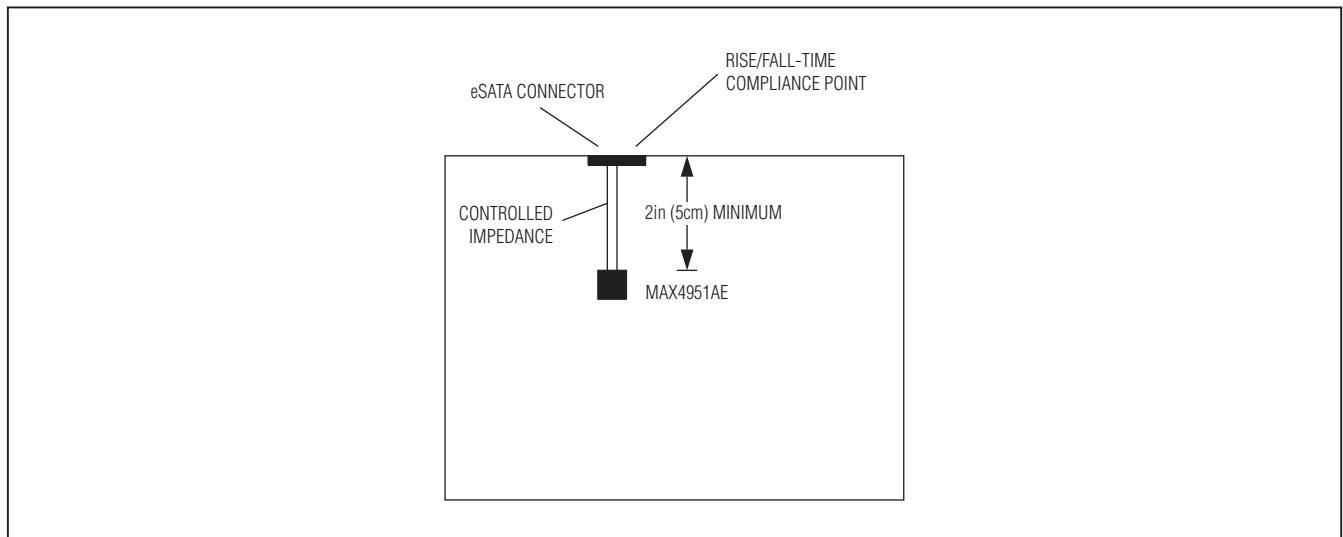 RISE/FALL-TIME
COMPLIANCE POINT
eSATA CONNECTOR
CONTROLLED
IMPEDANCE
2in (5cm) MINIMUM
MAX4951AE